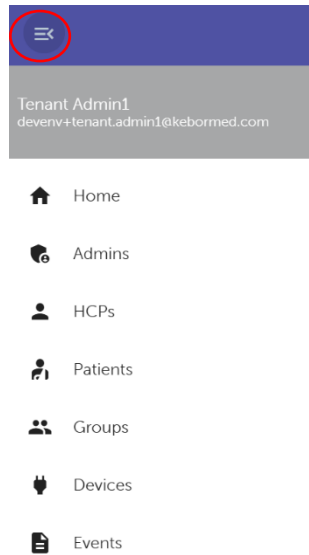 Tenant Admin1
devenv+tenant.admin1@kebormed.com
Home
Admins
HCPs
Patients
Groups
Devices
Events